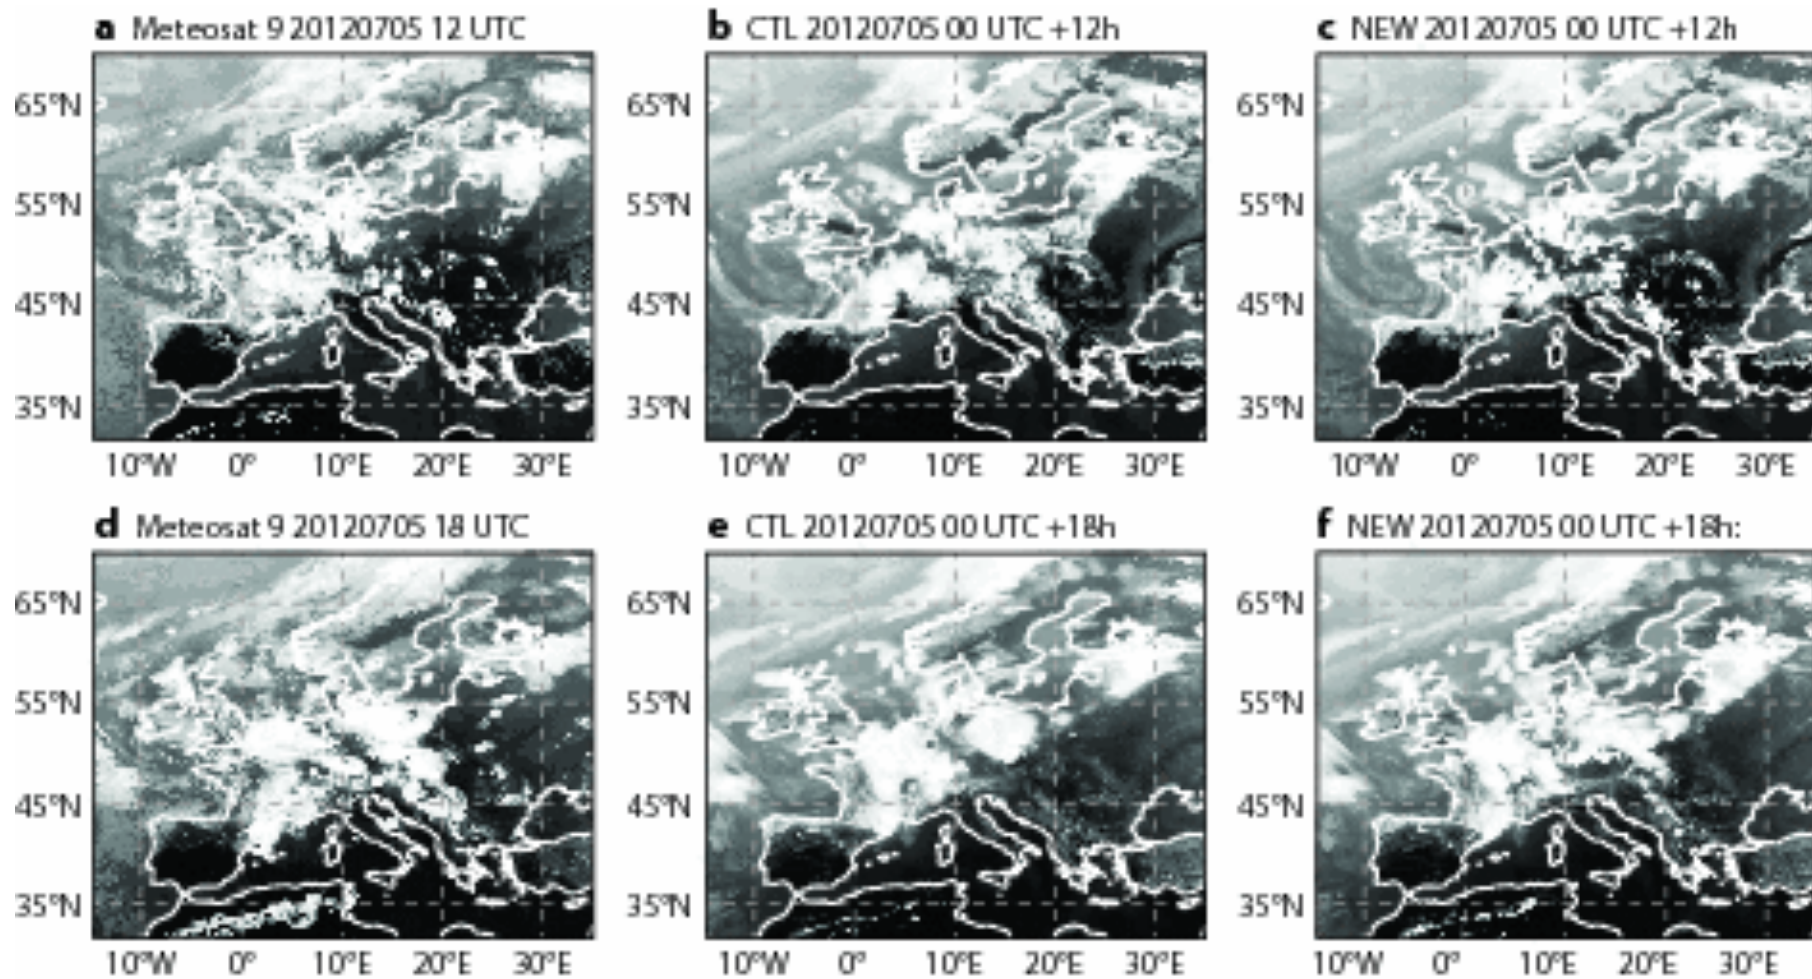 a Meteosat 9 20120705 12 UTC
b CTL 20120705 00 UTC +12h
c NEW 20120705 00 UTC +12h
65°N 65°N 65°N
55°N 55°N 55°N
45°N 45°N 45°N
35°N 35°N 35°N
10°W 0° 10°E 20°E 30°E 10°W 0° 10°E 20°E 30°E 10°W 0° 10°E 20°E 30°E
d Meteosat 9 20120705 18 UTC
e CTL 20120705 00 UTC +18h
f NEW 20120705 00 UTC +18h:
65°N 65°N 65°N
55°N 55°N 55°N
45°N 45°N 45°N
35°N 35°N 35°N
10°W 0° 10°E 20°E 30°E 10°W 0° 10°E 20°E 30°E 10°W 0° 10°E 20°E 30°E